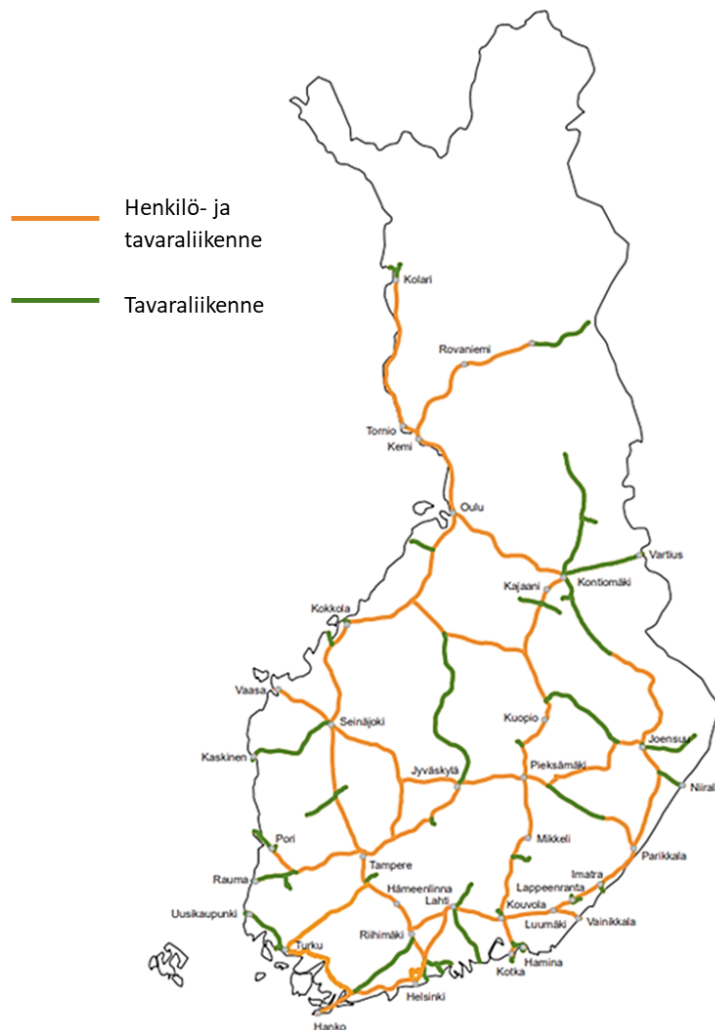 Henkilö- ja
tavaraliikenne
Tavaraliikenne
Kolari
Rovaniemi
Tornio
Kemi
Oulu
Vartius
Kajaani
Kontiomäki
Kokkola
Vaasa
Seinäjoki
Kuopio
Joensuu
Kaskinen
Jyväskylä
Pieksämäki
Niiral
Pori
Mikkeli
Parikkala
Tampere
Rauma
Hämeenlinna
Imatra
Lappeenranta
Lahti
Uusikaupunki
Kouvola
Luumäki
Vainikkala
Riihimäki
Turku
Hamina
Kotka
Helsinki
Hanko